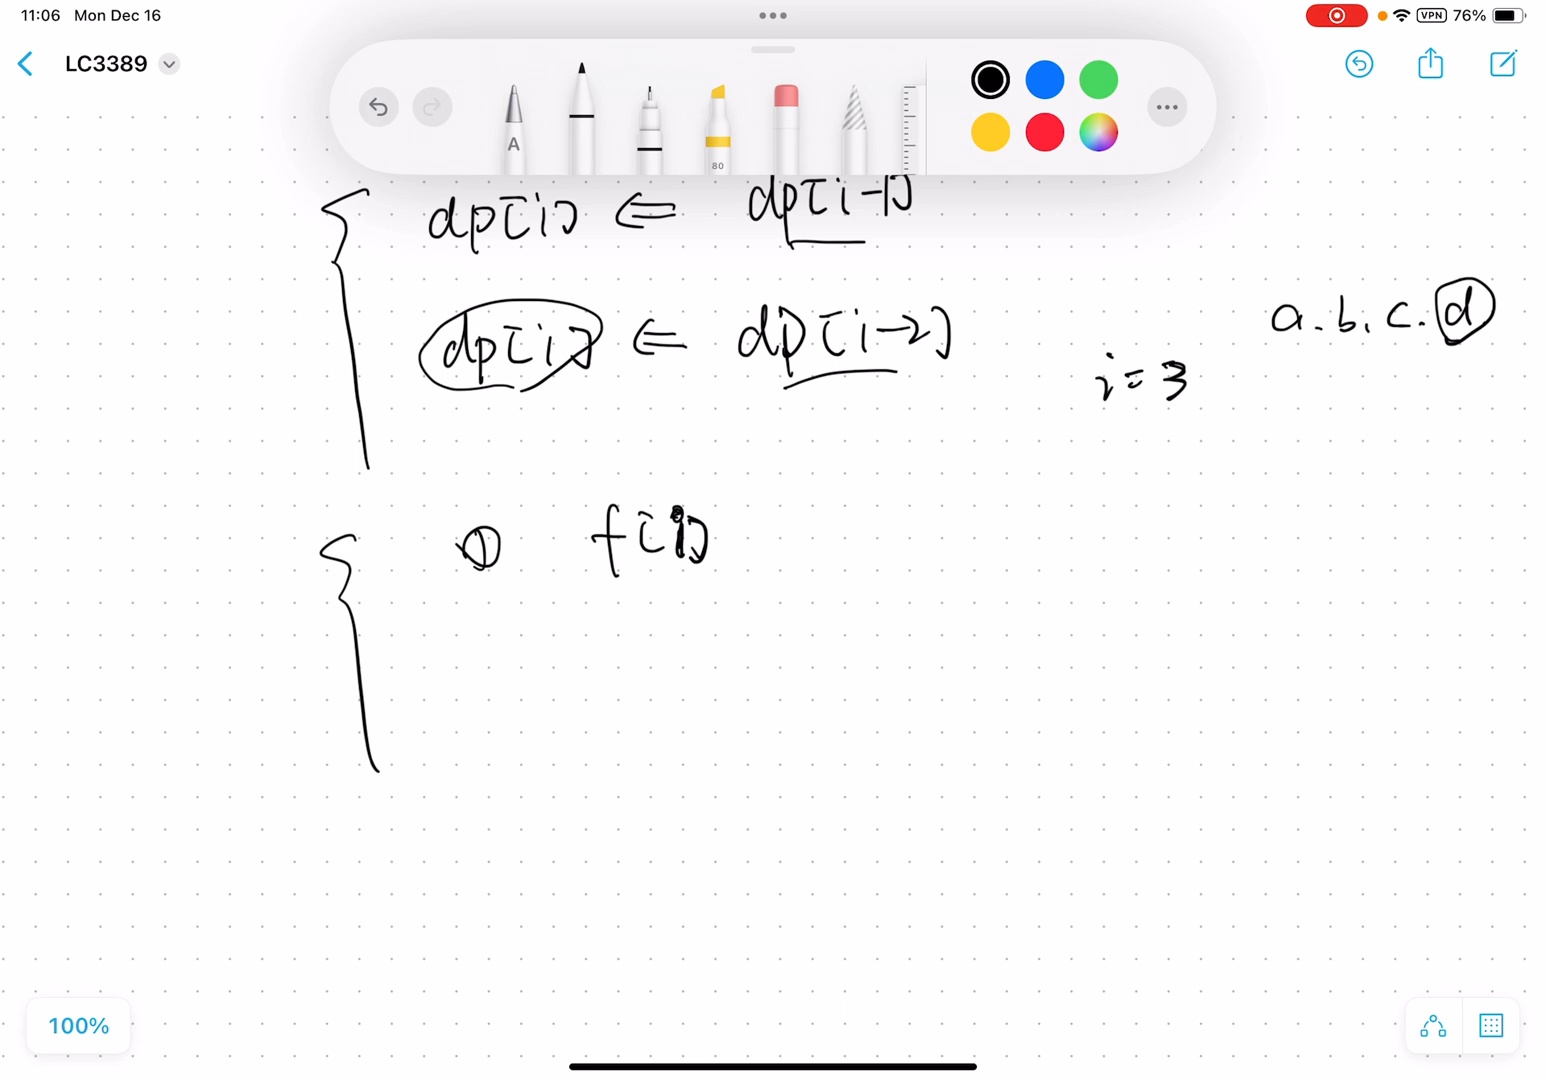 11:06 Mon Dec 16
VPN 76%
LC3389
A
80
dp[i] ⇐ dp[i-1]
dp[i] ⇐ dp[i-2]
a. b. c. d
i = 3
① f[i]
100%